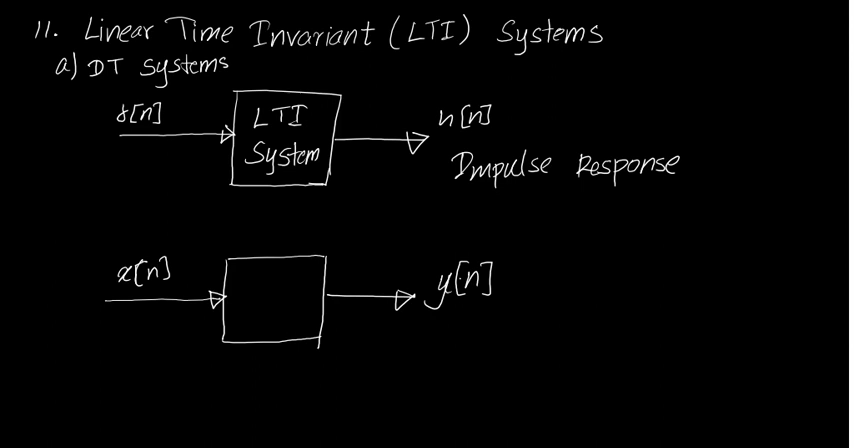 11. Linear Time Invariant (LTI) Systems
a) DT Systems
δ[n]
LTI
System
h[n]
Impulse Response
x[n]
y[n]